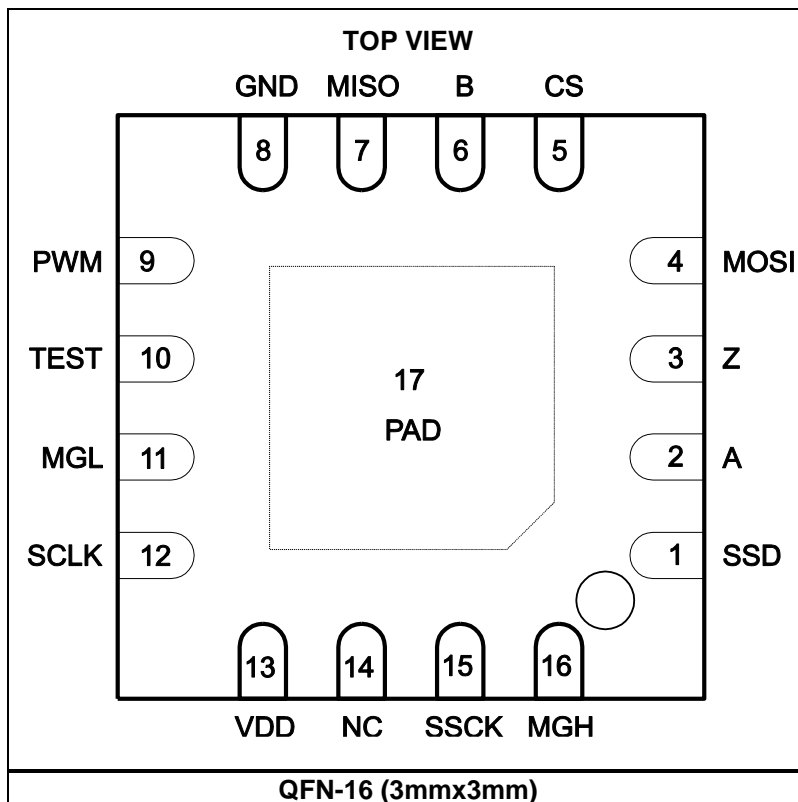 TOP VIEW
GND MISO B CS
8 7 6 5
PWM 9 4 MOSI
TEST 10 3 Z
17
PAD
MGL 11 2 A
SCLK 12 1 SSD
13 14 15 16
VDD NC SSCK MGH
QFN-16 (3mmx3mm)